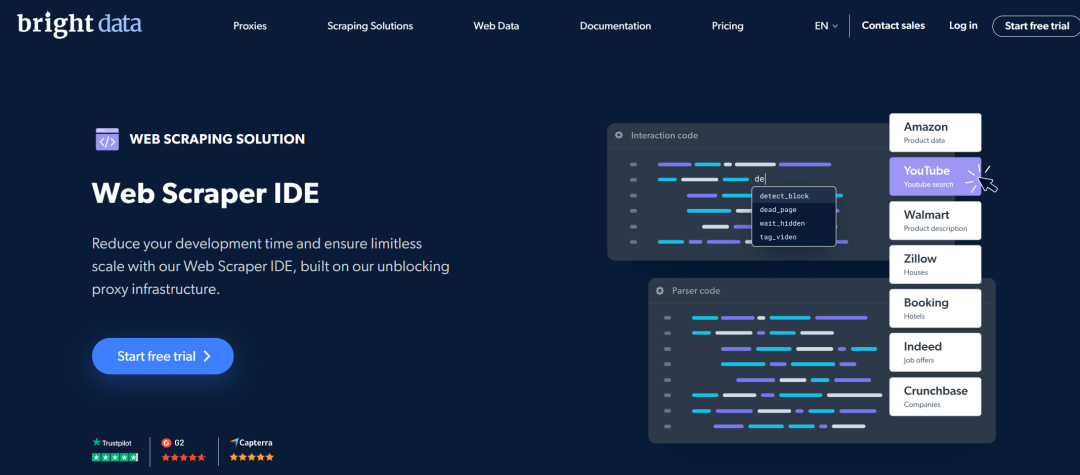 bright data
Proxies
Scraping Solutions
Web Data
Documentation
Pricing
EN
Contact sales
Log in
Start free trial
WEB SCRAPING SOLUTION
Web Scraper IDE
Reduce your development time and ensure limitless
scale with our Web Scraper IDE, built on our unblocking
proxy infrastructure.
Start free trial
Trustpilot
G2
Capterra
Interaction code
de
detect_block
dead_page
wait_hidden
tag_video
Parser code
Amazon
Product data
YouTube
Youtube search
Walmart
Product description
Zillow
Houses
Booking
Hotels
Indeed
Job offers
Crunchbase
Companies